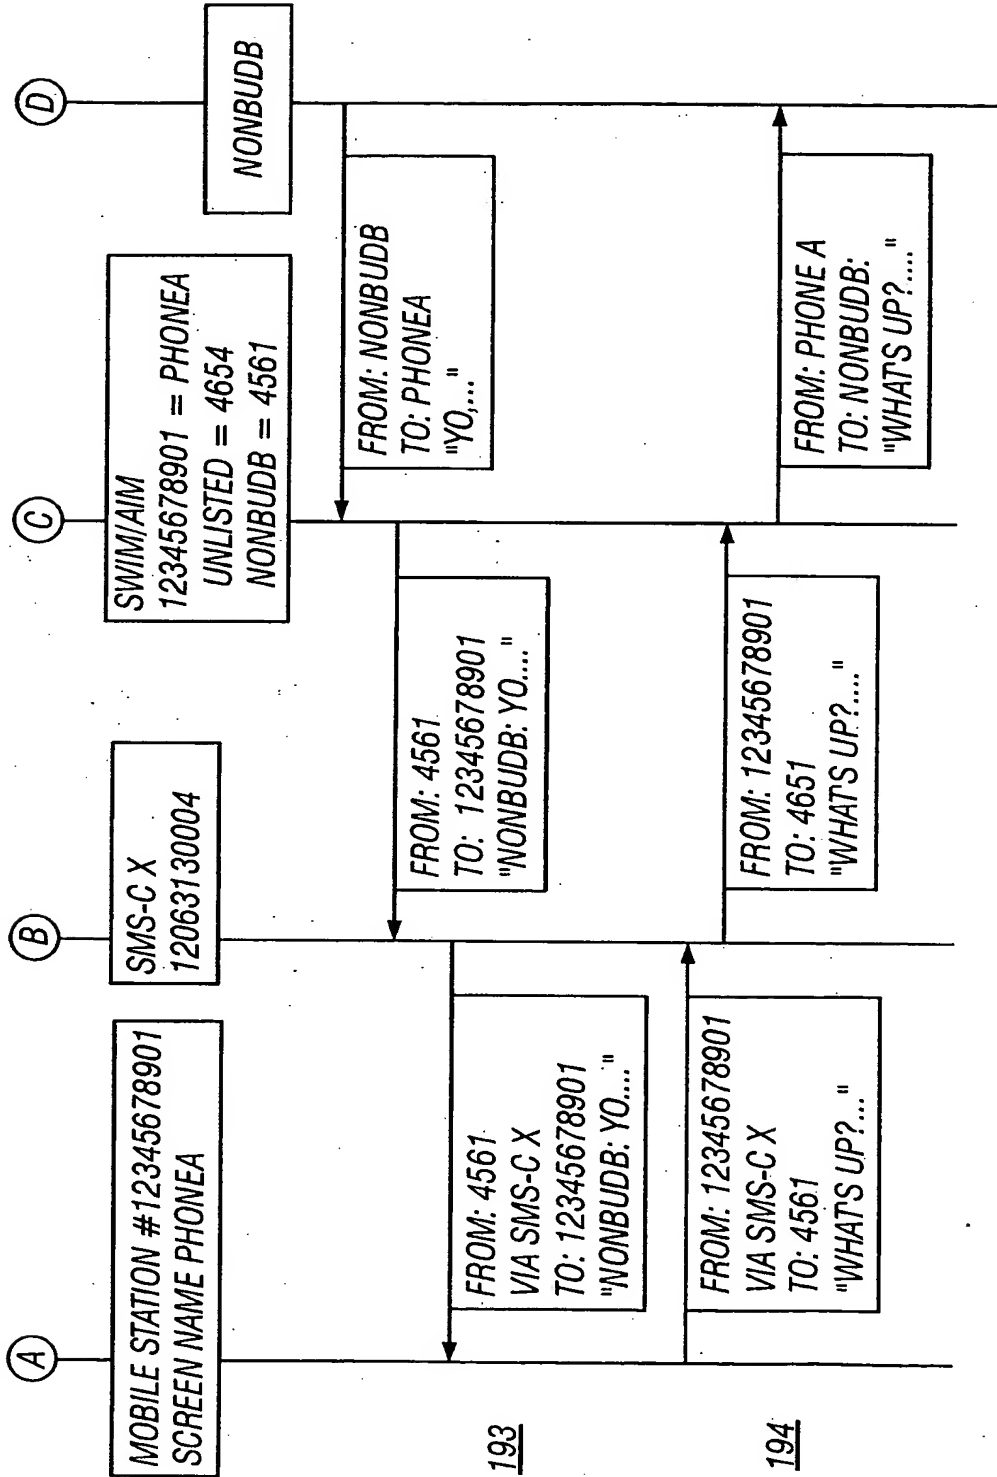 A
B
C
D
MOBILE STATION #12345678901
SCREEN NAME PHONEA
SMS-C X
12063130004
SWIM/AIM
12345678901 = PHONEA
UNLISTED = 4654
NONBUDB = 4561
NONBUDB
193
FROM: NONBUDB
TO: PHONEA
"YO,..."
FROM: 4561
TO: 12345678901
"NONBUDB: YO...."
FROM: 4561
VIA SMS-C X
TO: 12345678901
"NONBUDB: YO...."
194
FROM: 12345678901
VIA SMS-C X
TO: 4561
"WHAT'S UP?..."
FROM: 12345678901
TO: 4651
"WHAT'S UP?...."
FROM: PHONE A
TO: NONBUDB:
"WHAT'S UP?...."